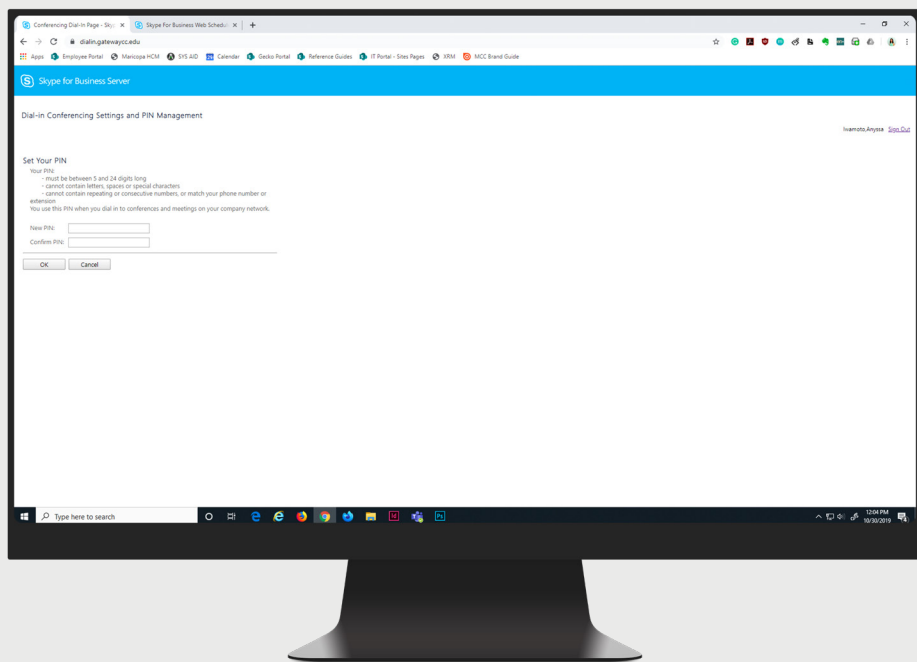 Conferencing Dial-In Page - Sky
Skype For Business Web Schedul
dialin.gatewaycc.edu
Apps Employee Portal Maricopa HCM SYS AID Calendar Gecko Portal Reference Guides IT Portal - Sites Pages XRM MCC Brand Guide
Skype for Business Server
Dial-in Conferencing Settings and PIN Management
Iwamoto,Anyssa Sign Out
Set Your PIN
Your PIN:
- must be between 5 and 24 digits long
- cannot contain letters, spaces or special characters
- cannot contain repeating or consecutive numbers, or match your phone number or
extension
You use this PIN when you dial in to conferences and meetings on your company network.
New PIN:
Confirm PIN:
OK Cancel
Type here to search
Id Ps
12:04 PM
10/30/2019